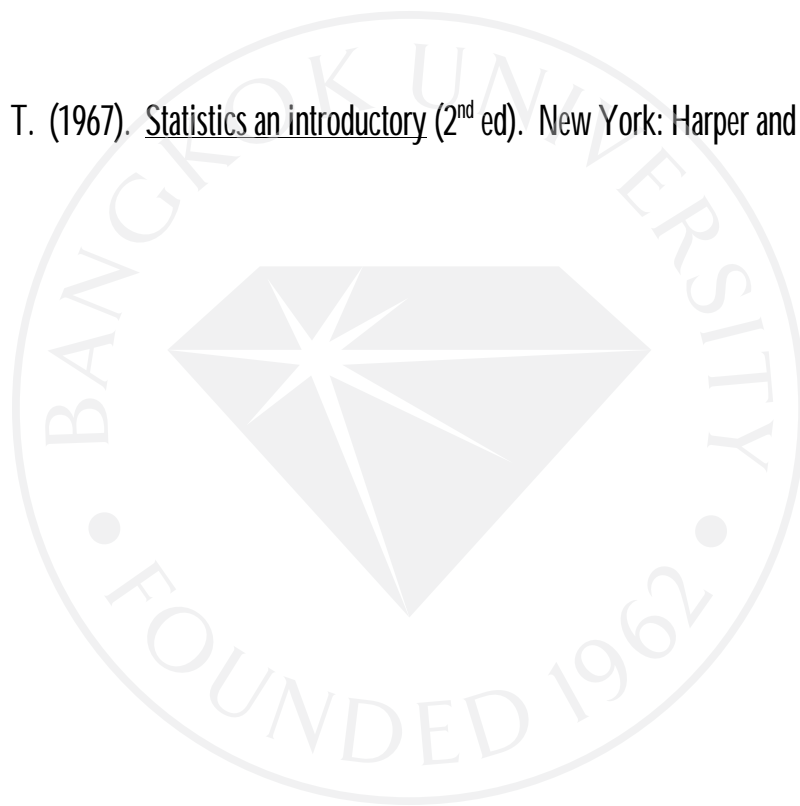 T. (1967). Statistics an introductory (2nd ed). New York: Harper and
BANGKOK UNIVERSITY
• FOUNDED 1962 •